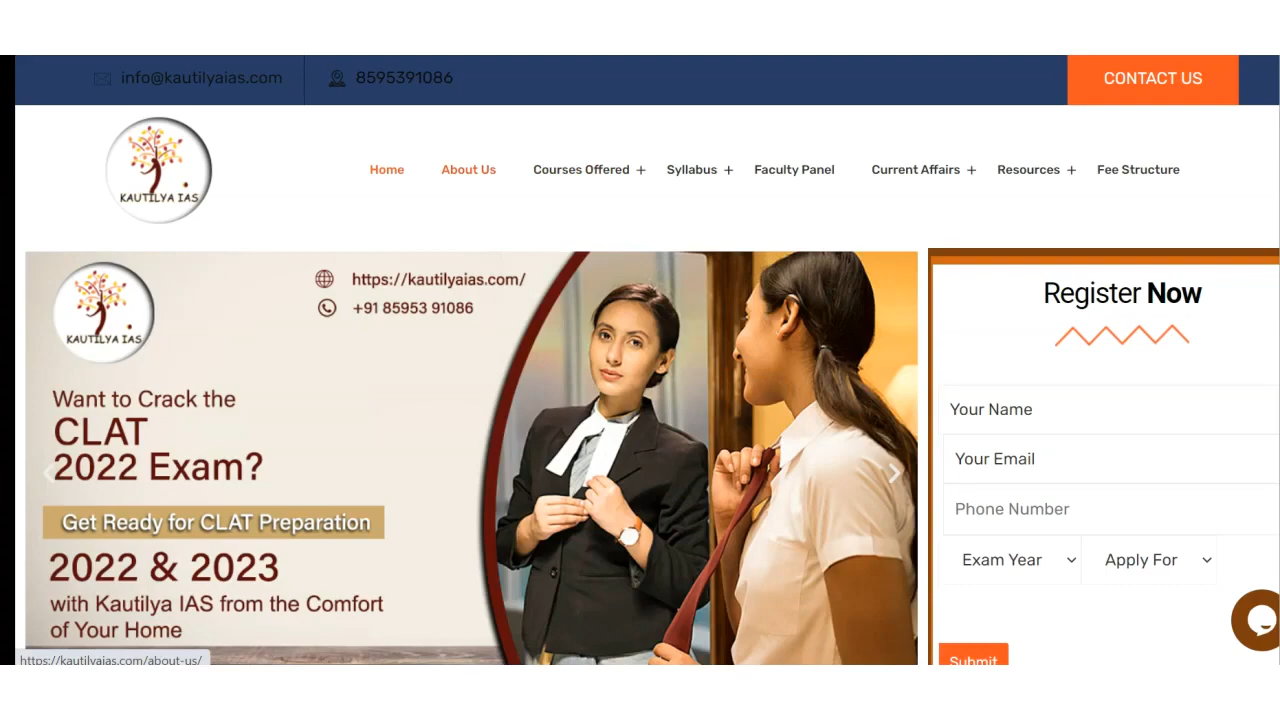 info@kautilyaias.com
8595391086
CONTACT US
KAUTILYA IAS
Home
About Us
Courses Offered +
Syllabus +
Faculty Panel
Current Affairs +
Resources +
Fee Structure
KAUTILYA IAS
https://kautilyaias.com/
+91 85953 91086
Want to Crack the
CLAT
2022 Exam?
Get Ready for CLAT Preparation
2022 & 2023
with Kautilya IAS from the Comfort
of Your Home
Register Now
Your Name
Your Email
Phone Number
Exam Year
Apply For
Submit
https://kautilyaias.com/about-us/